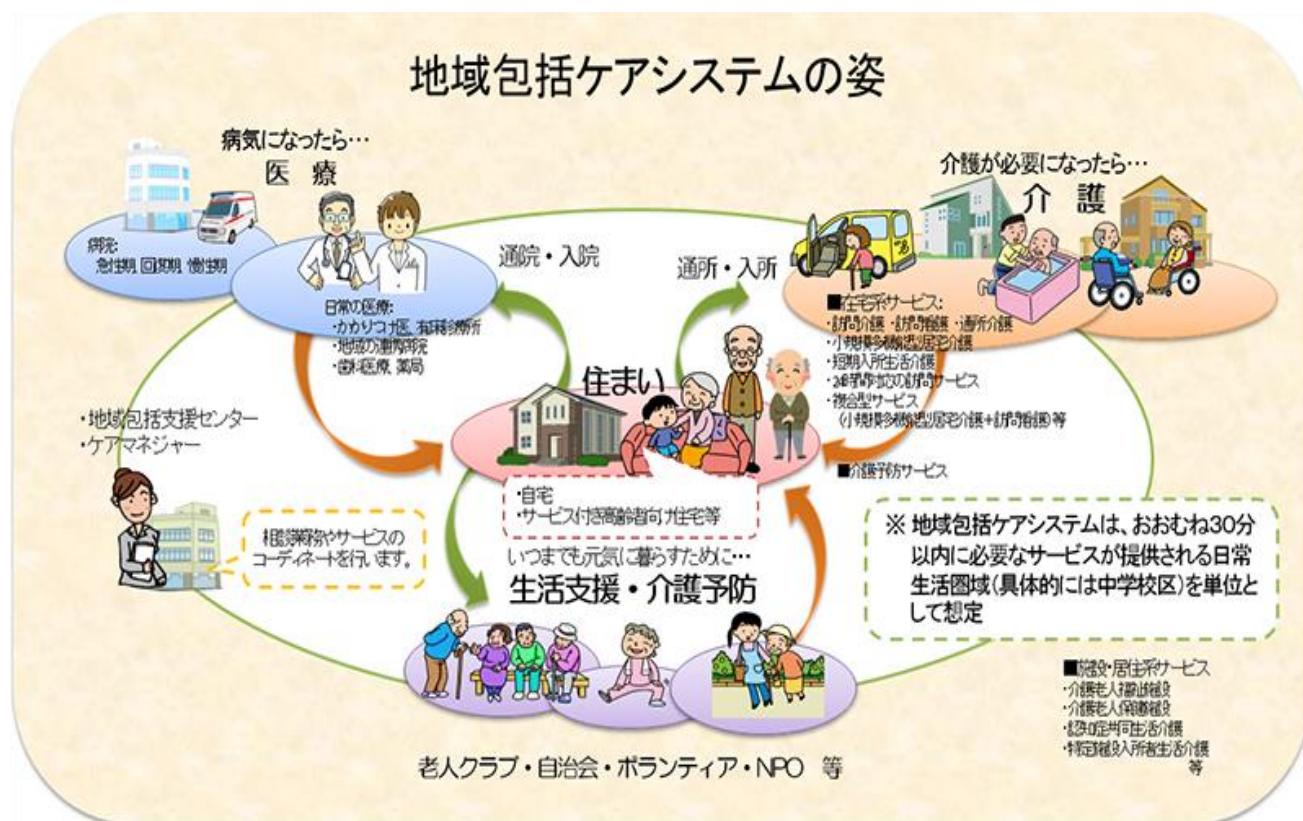 地域包括ケアシステムの姿
病気になったら…
医 療
病院:
急性期、回復期、慢性期
日常の医療:
・かかりつけ医、有床診療所
・地域の連携病院
・歯科医療、薬局
通院・入院
通所・入所
介護が必要になったら…
介 護
■在宅系サービス:
・訪問介護・訪問看護・通所介護
・小規模多機能型居宅介護
・短期入所生活介護
・24時間対応の訪問サービス
・複合型サービス
(小規模多機能型居宅介護+訪問看護)等
■介護予防サービス
住まい
・自宅
・サービス付き高齢者向け住宅等
・地域包括支援センター
・ケアマネジャー
相談業務やサービスの
コーディネートを行います。
いつまでも元気に暮らすために…
生活支援・介護予防
老人クラブ・自治会・ボランティア・NPO 等
※ 地域包括ケアシステムは、おおむね30分
以内に必要なサービスが提供される日常
生活圏域(具体的には中学校区)を単位と
して想定
■施設・居住系サービス
・介護老人福祉施設
・介護老人保健施設
・認知症共同生活介護
・特定施設入所者生活介護
等